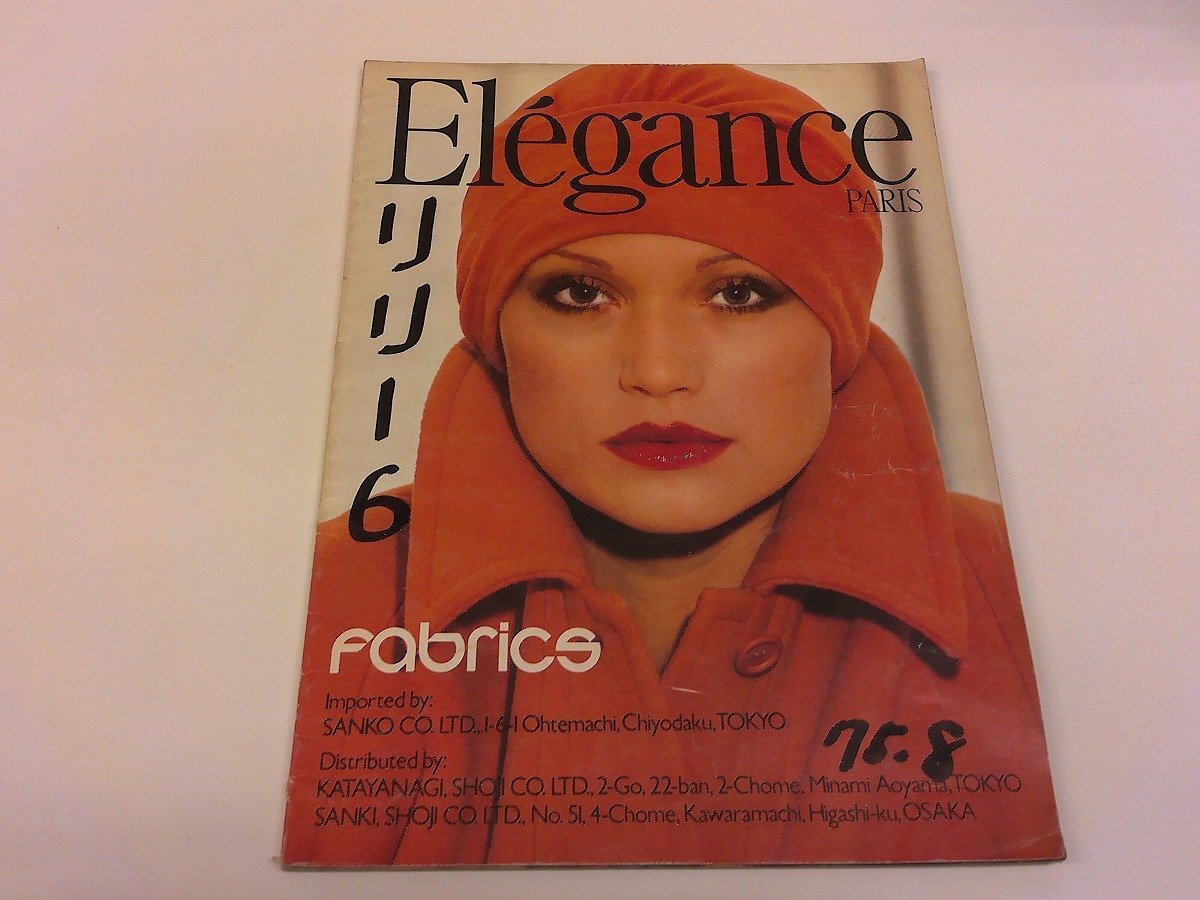 Elégance
PARIS
リリー6
fabrics
Imported by:
SANKO CO. LTD., 1-6-1 Ohtemachi, Chiyodaku, TOKYO
75.8
Distributed by:
KATAYANAGI, SHOJI CO. LTD., 2-Go, 22-ban, 2-Chome, Minami Aoyama, TOKYO
SANKI, SHOJI CO. LTD., No. 51, 4-Chome, Kawaramachi, Higashi-ku, OSAKA